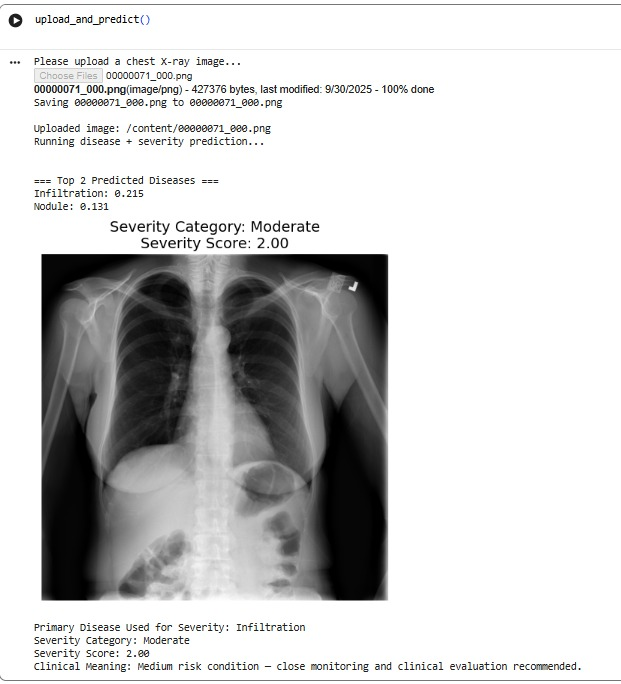 upload_and_predict()
... Please upload a chest X-ray image...
Choose Files 00000071_000.png
00000071_000.png(image/png) - 427376 bytes, last modified: 9/30/2025 - 100% done
Saving 00000071_000.png to 00000071_000.png
Uploaded image: /content/00000071_000.png
Running disease + severity prediction...
=== Top 2 Predicted Diseases ===
Infiltration: 0.215
Nodule: 0.131
Severity Category: Moderate
Severity Score: 2.00
L
Primary Disease Used for Severity: Infiltration
Severity Category: Moderate
Severity Score: 2.00
Clinical Meaning: Medium risk condition — close monitoring and clinical evaluation recommended.